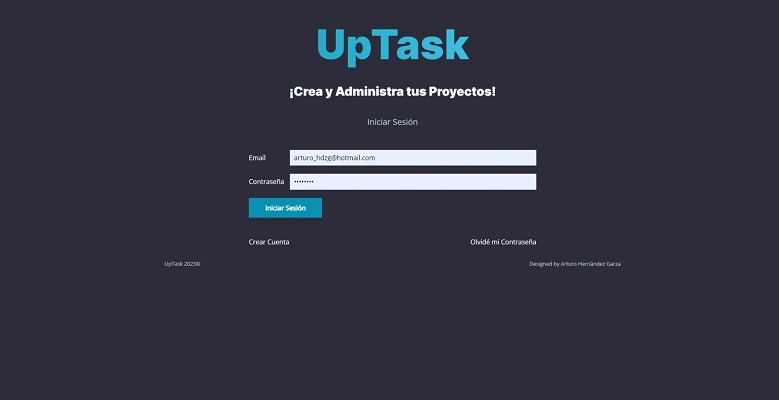 UpTask
¡Crea y Administra tus Proyectos!
Iniciar Sesión
Email arturo_hdzg@hotmail.com
Contraseña ••••••••
Iniciar Sesión
Crear Cuenta Olvidé mi Contraseña
UpTask 2023© Designed by Arturo Hernández Garza